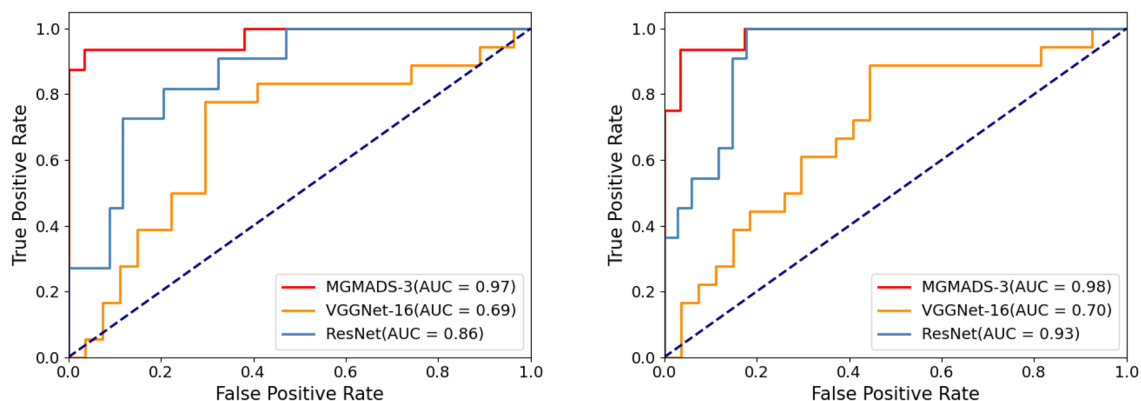 1.0
0.8
0.6
0.4
0.2
0.0
True Positive Rate
MGMADS-3(AUC = 0.97)
VGGNet-16(AUC = 0.69)
ResNet(AUC = 0.86)
0.0 0.2 0.4 0.6 0.8 1.0
False Positive Rate
1.0
0.8
0.6
0.4
0.2
0.0
True Positive Rate
MGMADS-3(AUC = 0.98)
VGGNet-16(AUC = 0.70)
ResNet(AUC = 0.93)
0.0 0.2 0.4 0.6 0.8 1.0
False Positive Rate